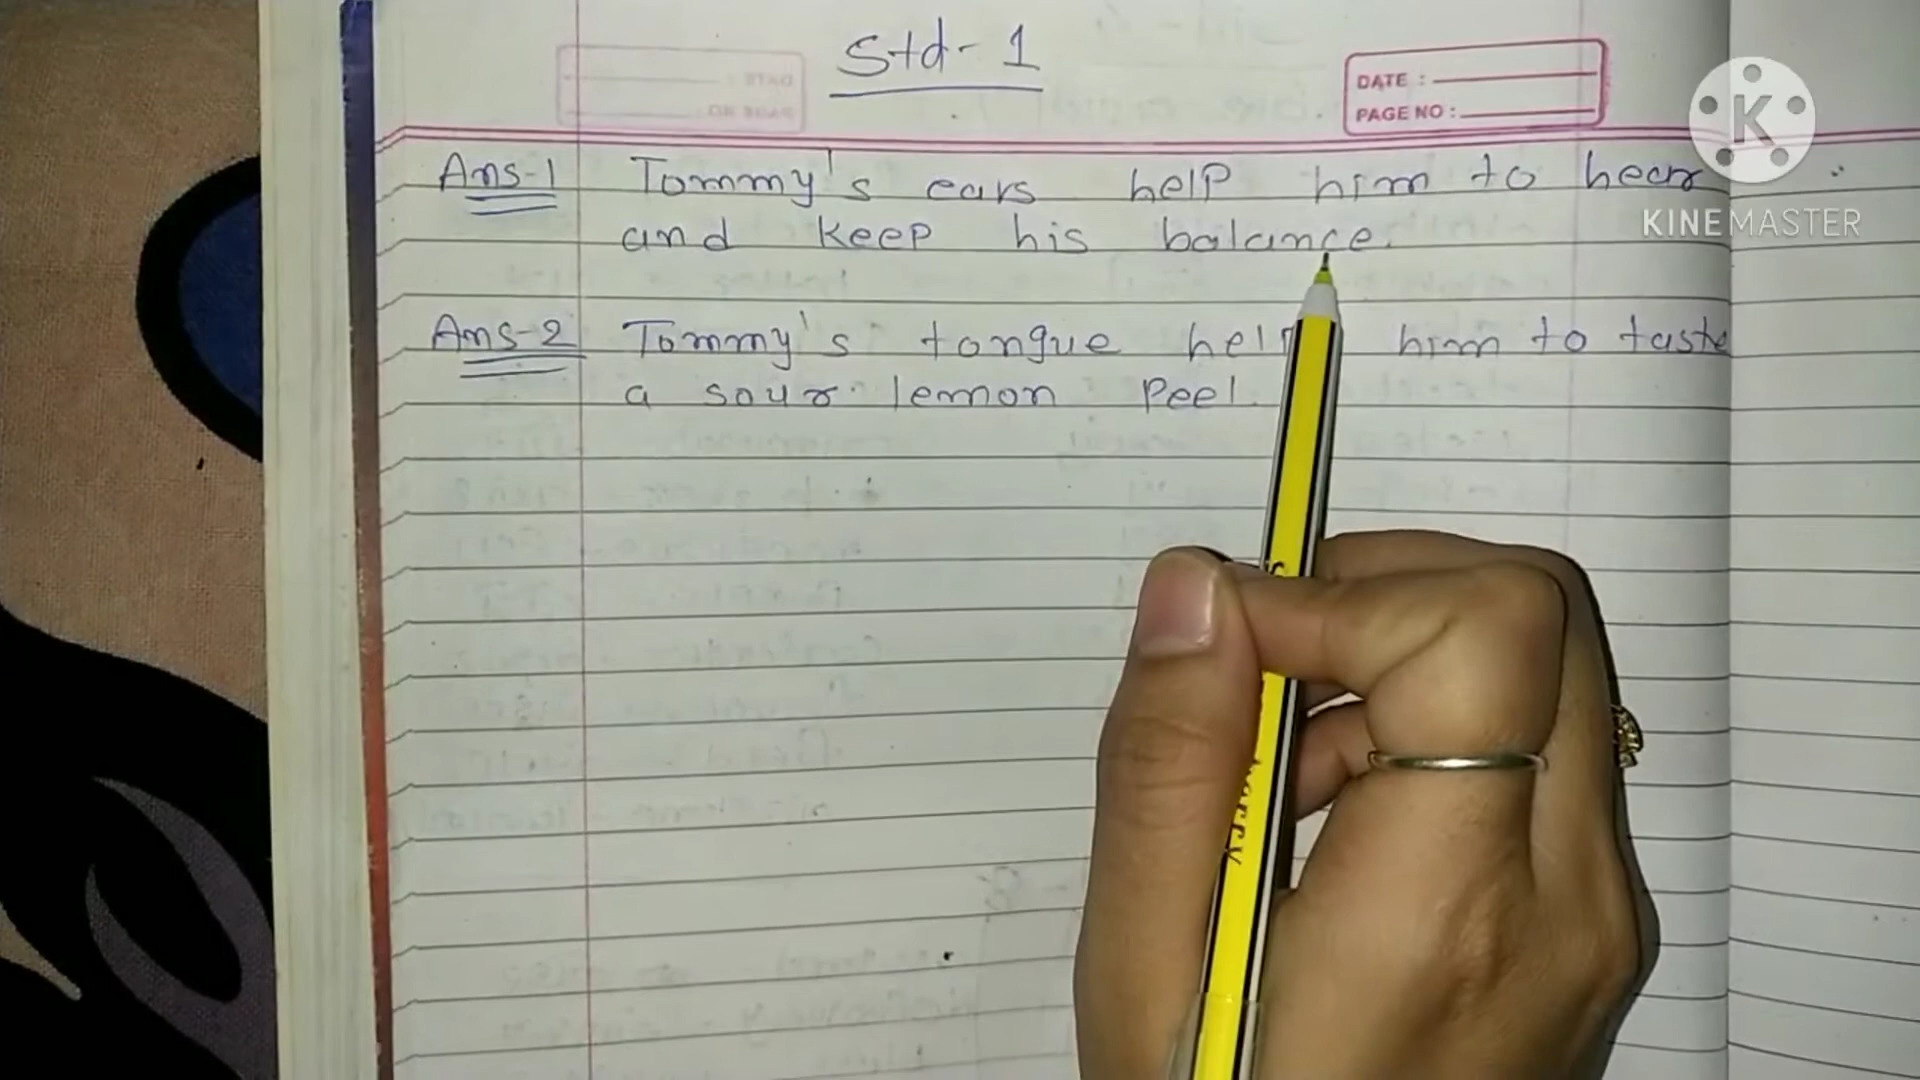 Std-1
DATE :
PAGE NO :
Ans-1 Tommy's ears help him to hear
and keep his balance.
Ans-2 Tommy's tongue him to taste
a sour lemon peel.
KINEMASTER